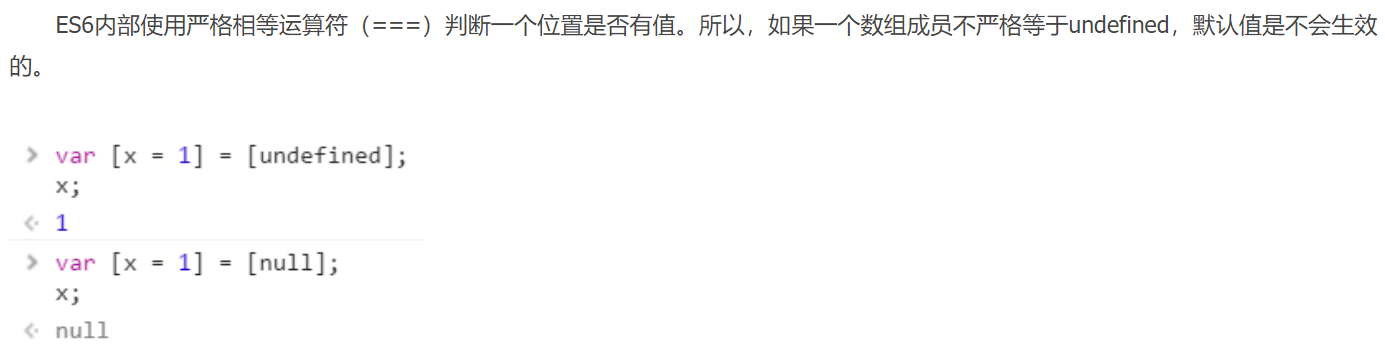 ES6内部使用严格相等运算符（===）判断一个位置是否有值。所以，如果一个数组成员不严格等于undefined，默认值是不会生效
的。
> var [x = 1] = [undefined];
x;
<· 1
> var [x = 1] = [null];
x;
<· null